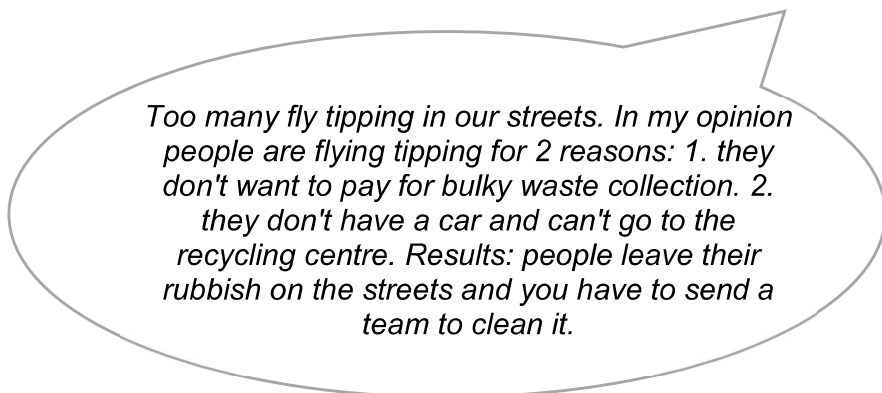 Too many fly tipping in our streets. In my opinion
people are flying tipping for 2 reasons: 1. they
don't want to pay for bulky waste collection. 2.
they don't have a car and can't go to the
recycling centre. Results: people leave their
rubbish on the streets and you have to send a
team to clean it.